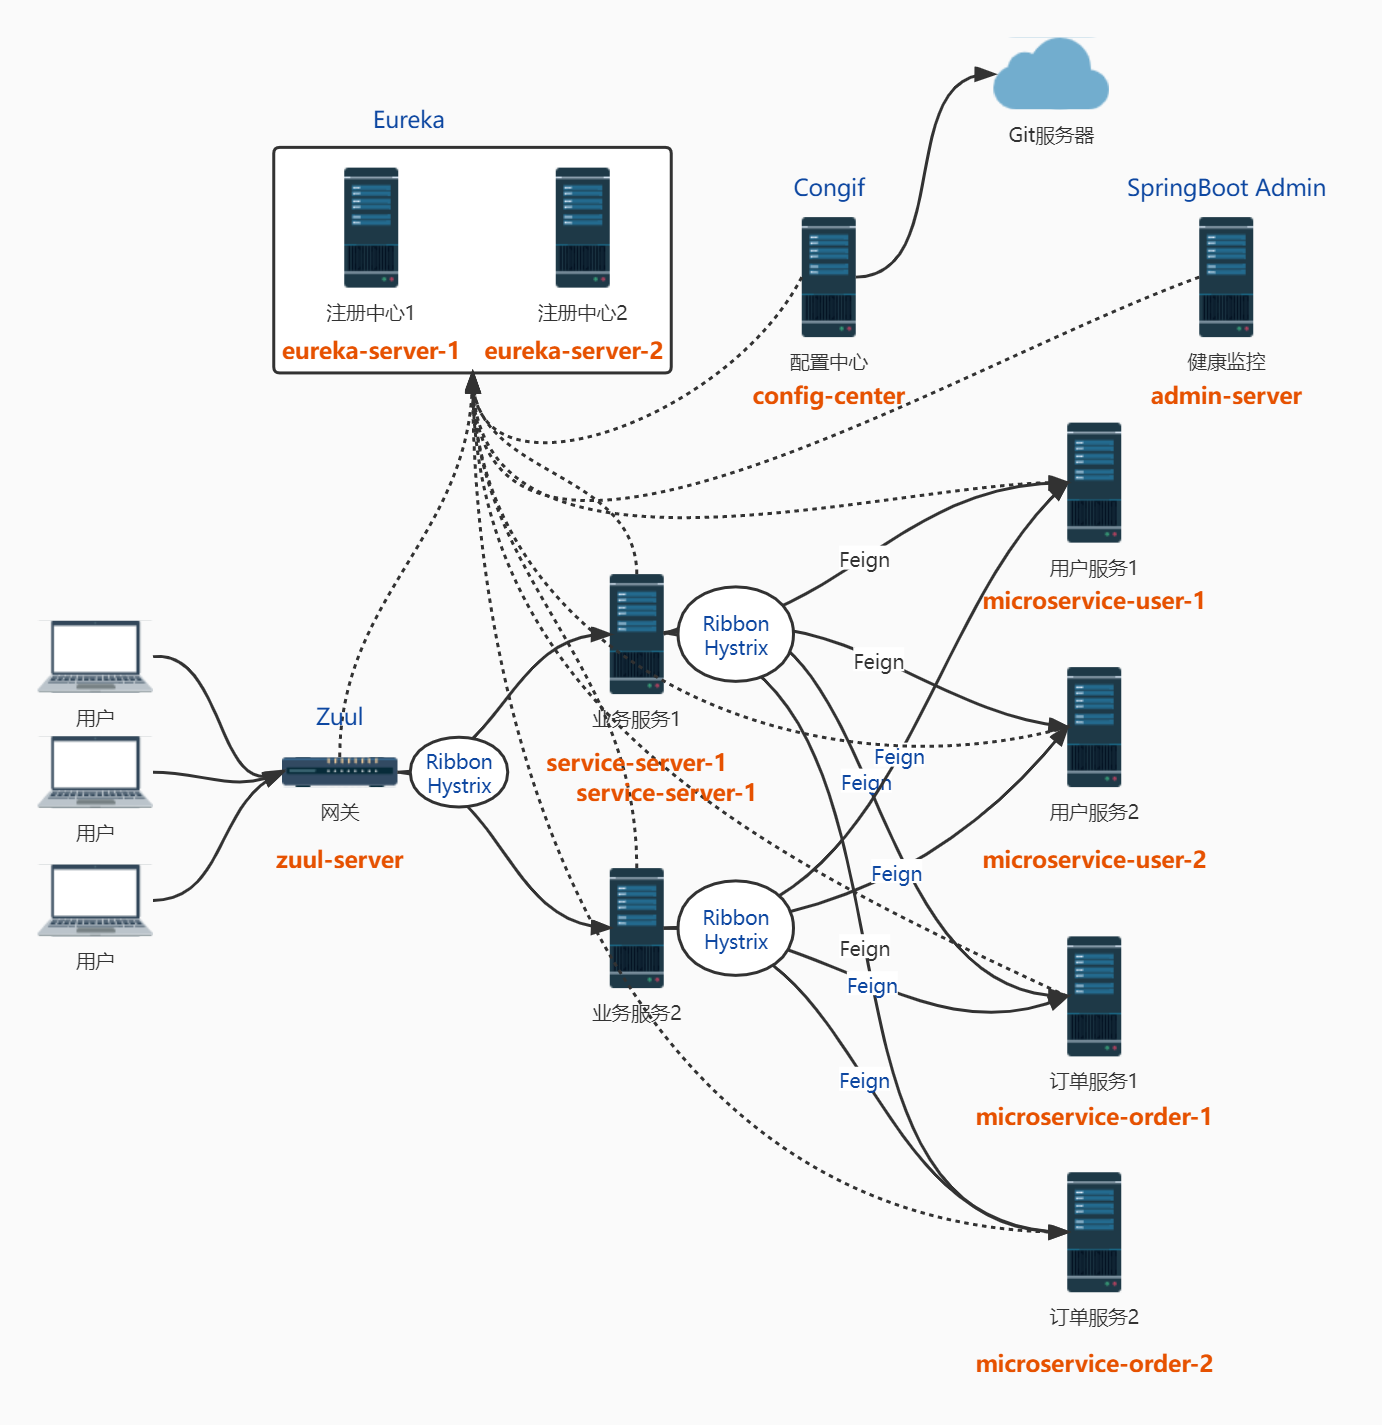 Git服务器
Eureka
Congif
SpringBoot Admin
注册中心1
注册中心2
eureka-server-1
eureka-server-2
配置中心
健康监控
config-center
admin-server
Feign
用户服务1
microservice-user-1
Ribbon
Hystrix
Feign
用户
Zuul
业务服务1
Feign
Ribbon
Hystrix
service-server-1
Feign
service-server-1
用户
网关
用户服务2
zuul-server
microservice-user-2
Feign
Ribbon
Hystrix
Feign
用户
Feign
业务服务2
Feign
订单服务1
microservice-order-1
订单服务2
microservice-order-2